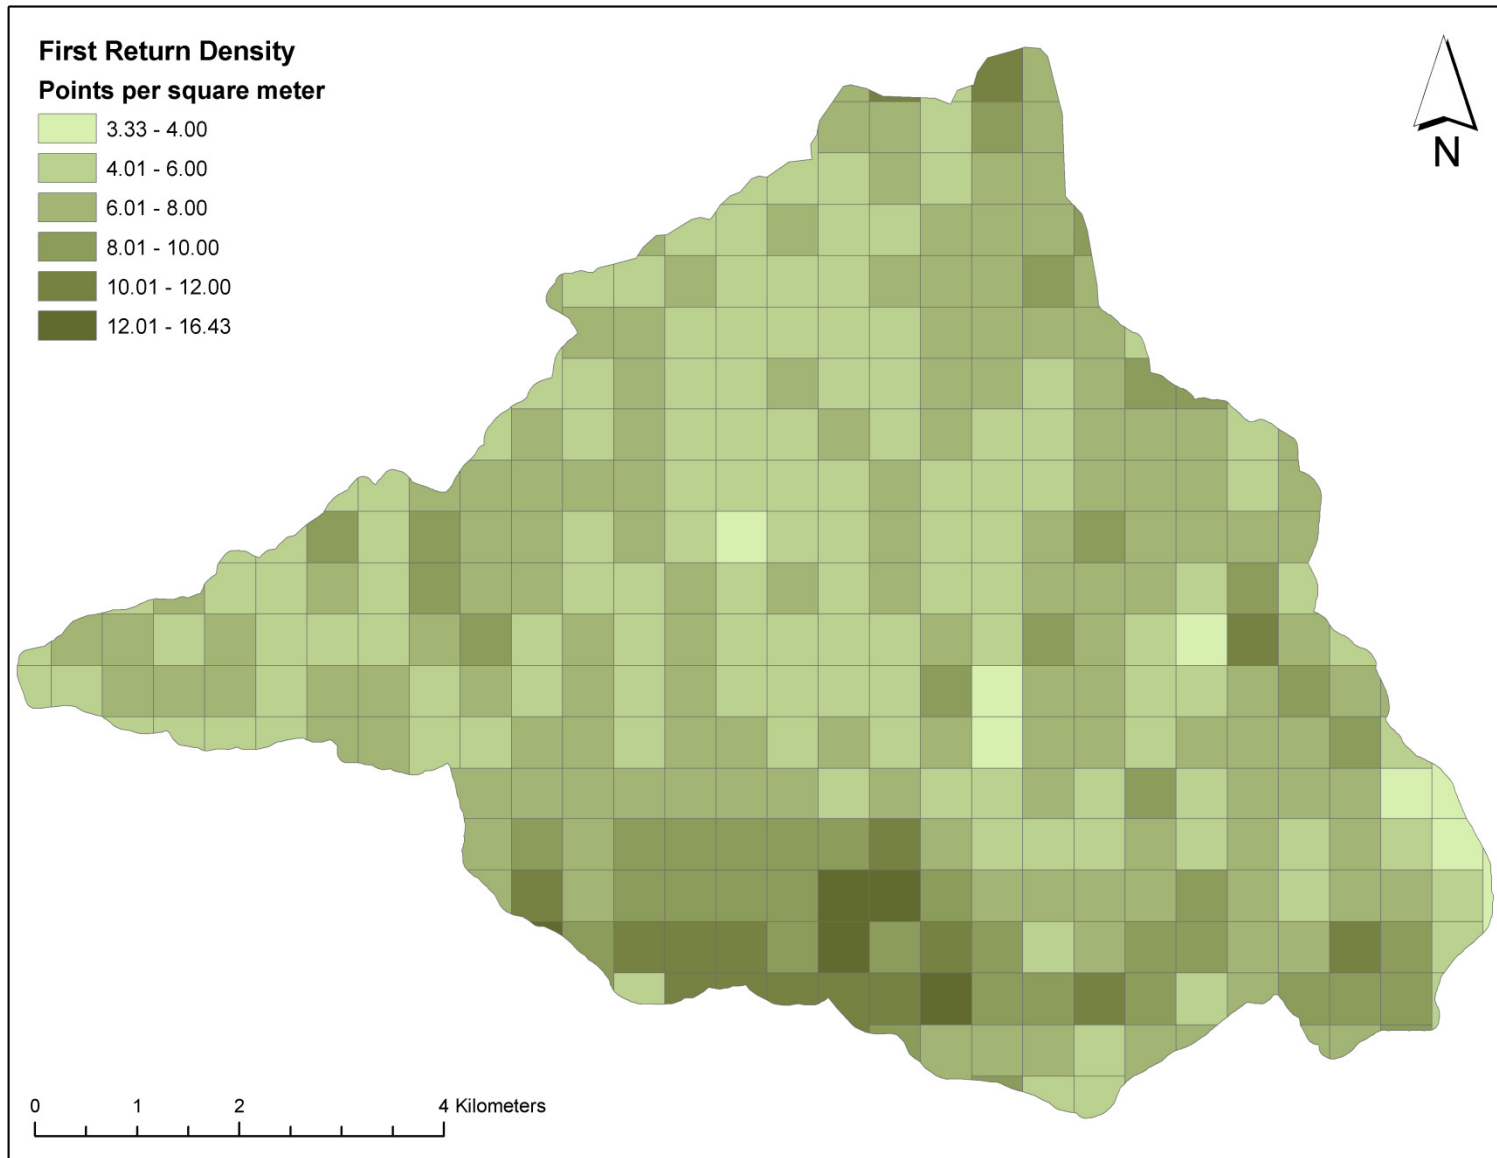 First Return Density
Points per square meter
3.33 - 4.00
4.01 - 6.00
6.01 - 8.00
8.01 - 10.00
10.01 - 12.00
12.01 - 16.43
N
0 1 2 4 Kilometers